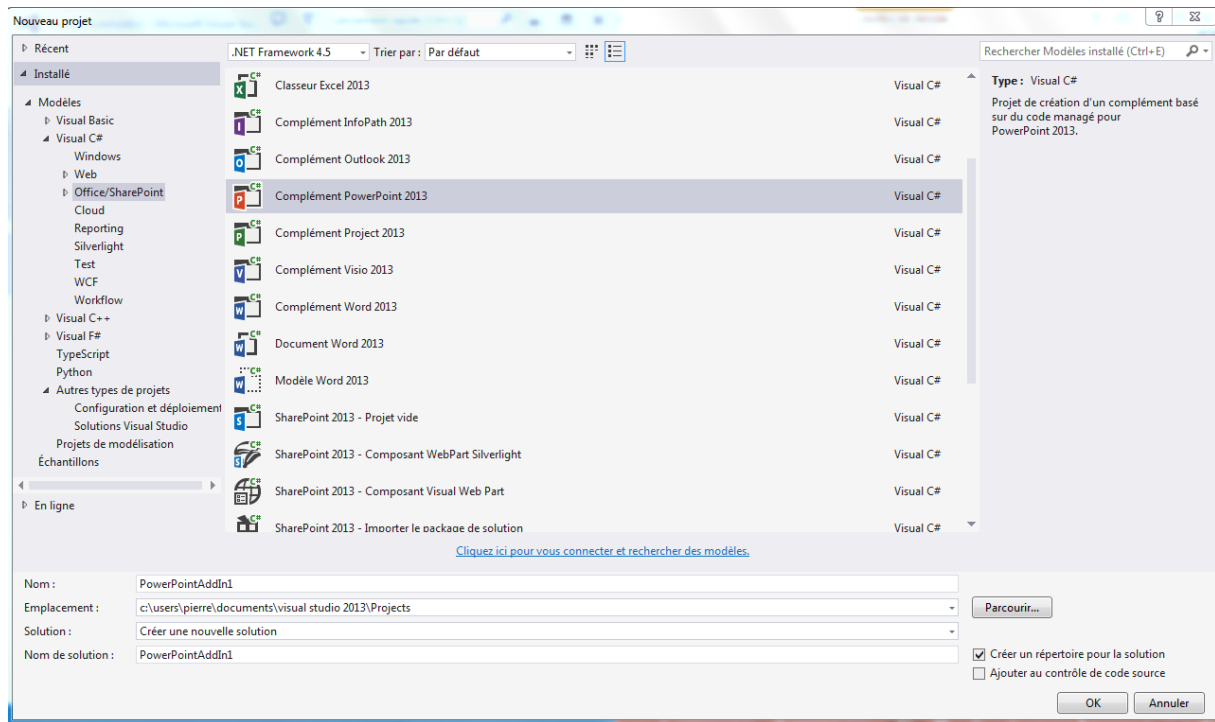 Nouveau projet
Récent
.NET Framework 4.5
Trier par :
Par défaut
Rechercher Modèles installé (Ctrl+E)
Installé
Modèles
Visual Basic
Visual C#
Windows
Web
Office/SharePoint
Cloud
Reporting
Silverlight
Test
WCF
Workflow
Visual C++
Visual F#
TypeScript
Python
Autres types de projets
Configuration et déploiement
Solutions Visual Studio
Projets de modélisation
Échantillons
En ligne
Classeur Excel 2013 Visual C#
Complément InfoPath 2013 Visual C#
Complément Outlook 2013 Visual C#
Complément PowerPoint 2013 Visual C#
Complément Project 2013 Visual C#
Complément Visio 2013 Visual C#
Complément Word 2013 Visual C#
Document Word 2013 Visual C#
Modèle Word 2013 Visual C#
SharePoint 2013 - Projet vide Visual C#
SharePoint 2013 - Composant WebPart Silverlight Visual C#
SharePoint 2013 - Composant Visual Web Part Visual C#
SharePoint 2013 - Importer le package de solution Visual C#
Cliquez ici pour vous connecter et rechercher des modèles.
Type : Visual C#
Projet de création d'un complément basé
sur du code managé pour
PowerPoint 2013.
Nom : PowerPointAddIn1
Emplacement : c:\users\pierre\documents\visual studio 2013\Projects
Parcourir...
Solution : Créer une nouvelle solution
Nom de solution : PowerPointAddIn1
Créer un répertoire pour la solution
Ajouter au contrôle de code source
OK
Annuler